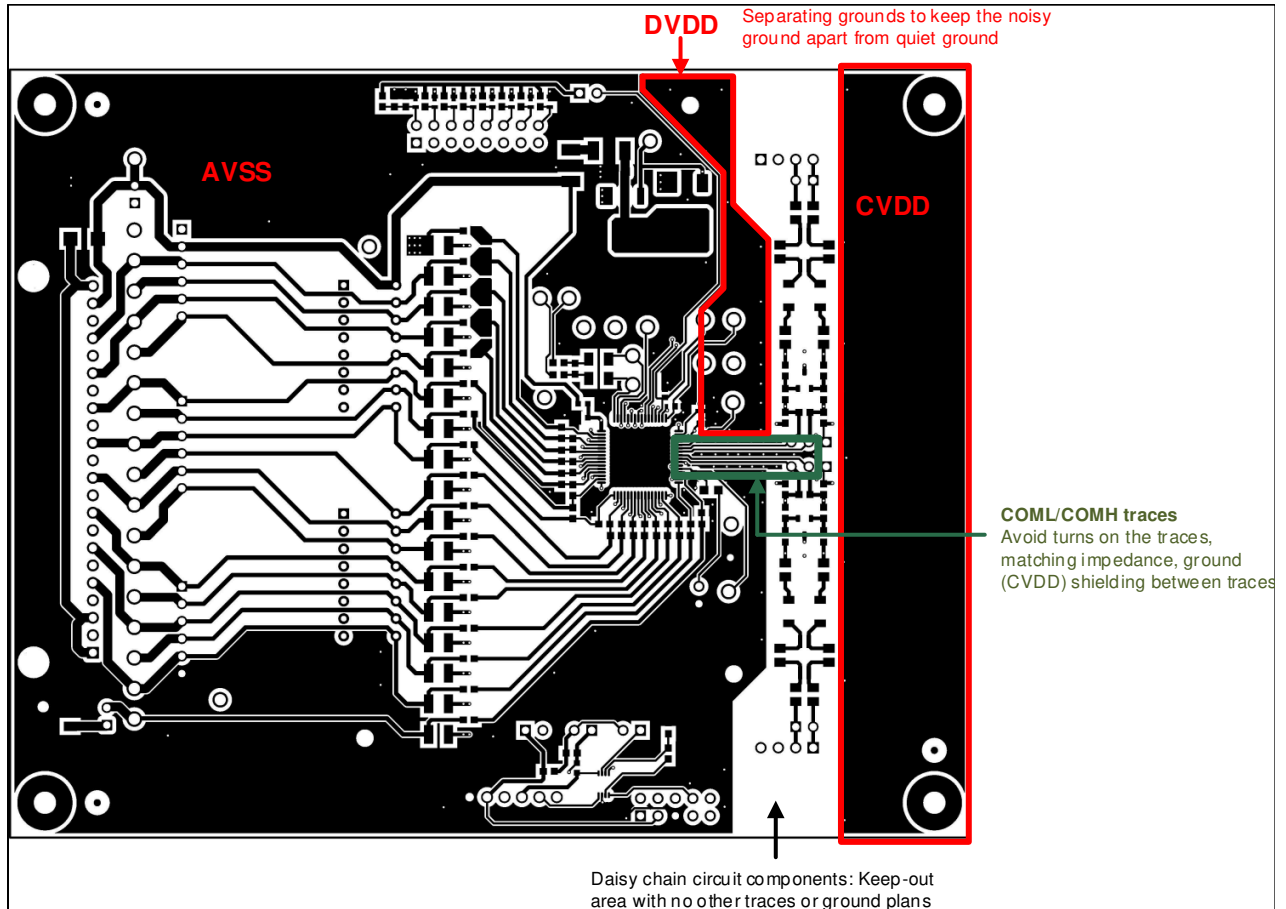 DVDD
Separating grounds to keep the noisy
ground apart from quiet ground
AVSS
CVDD
COML/COMH traces
Avoid turns on the traces,
matching impedance, ground
(CVDD) shielding between traces
Daisy chain circuit components: Keep-out
area with no other traces or ground plans